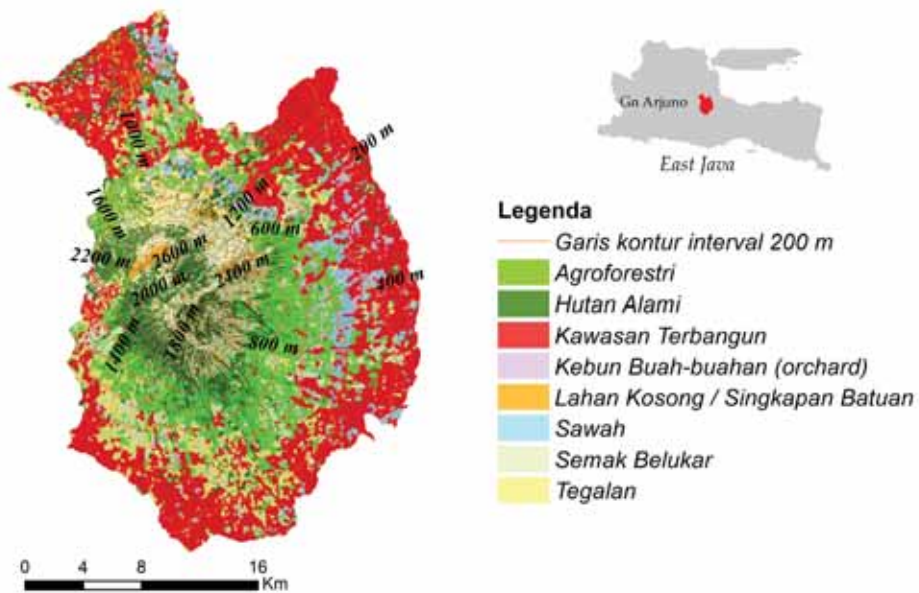 1000 m
200 m
1600 m
1200 m
600 m
2200 m
2600 m
2400 m
400 m
2000 m
1400 m
1800 m
800 m
0 4 8 16
Km
Gn Arjuno
East Java
Legenda
Garis kontur interval 200 m
Agroforestri
Hutan Alami
Kawasan Terbangun
Kebun Buah-buahan (orchard)
Lahan Kosong / Singkapan Batuan
Sawah
Semak Belukar
Tegalan